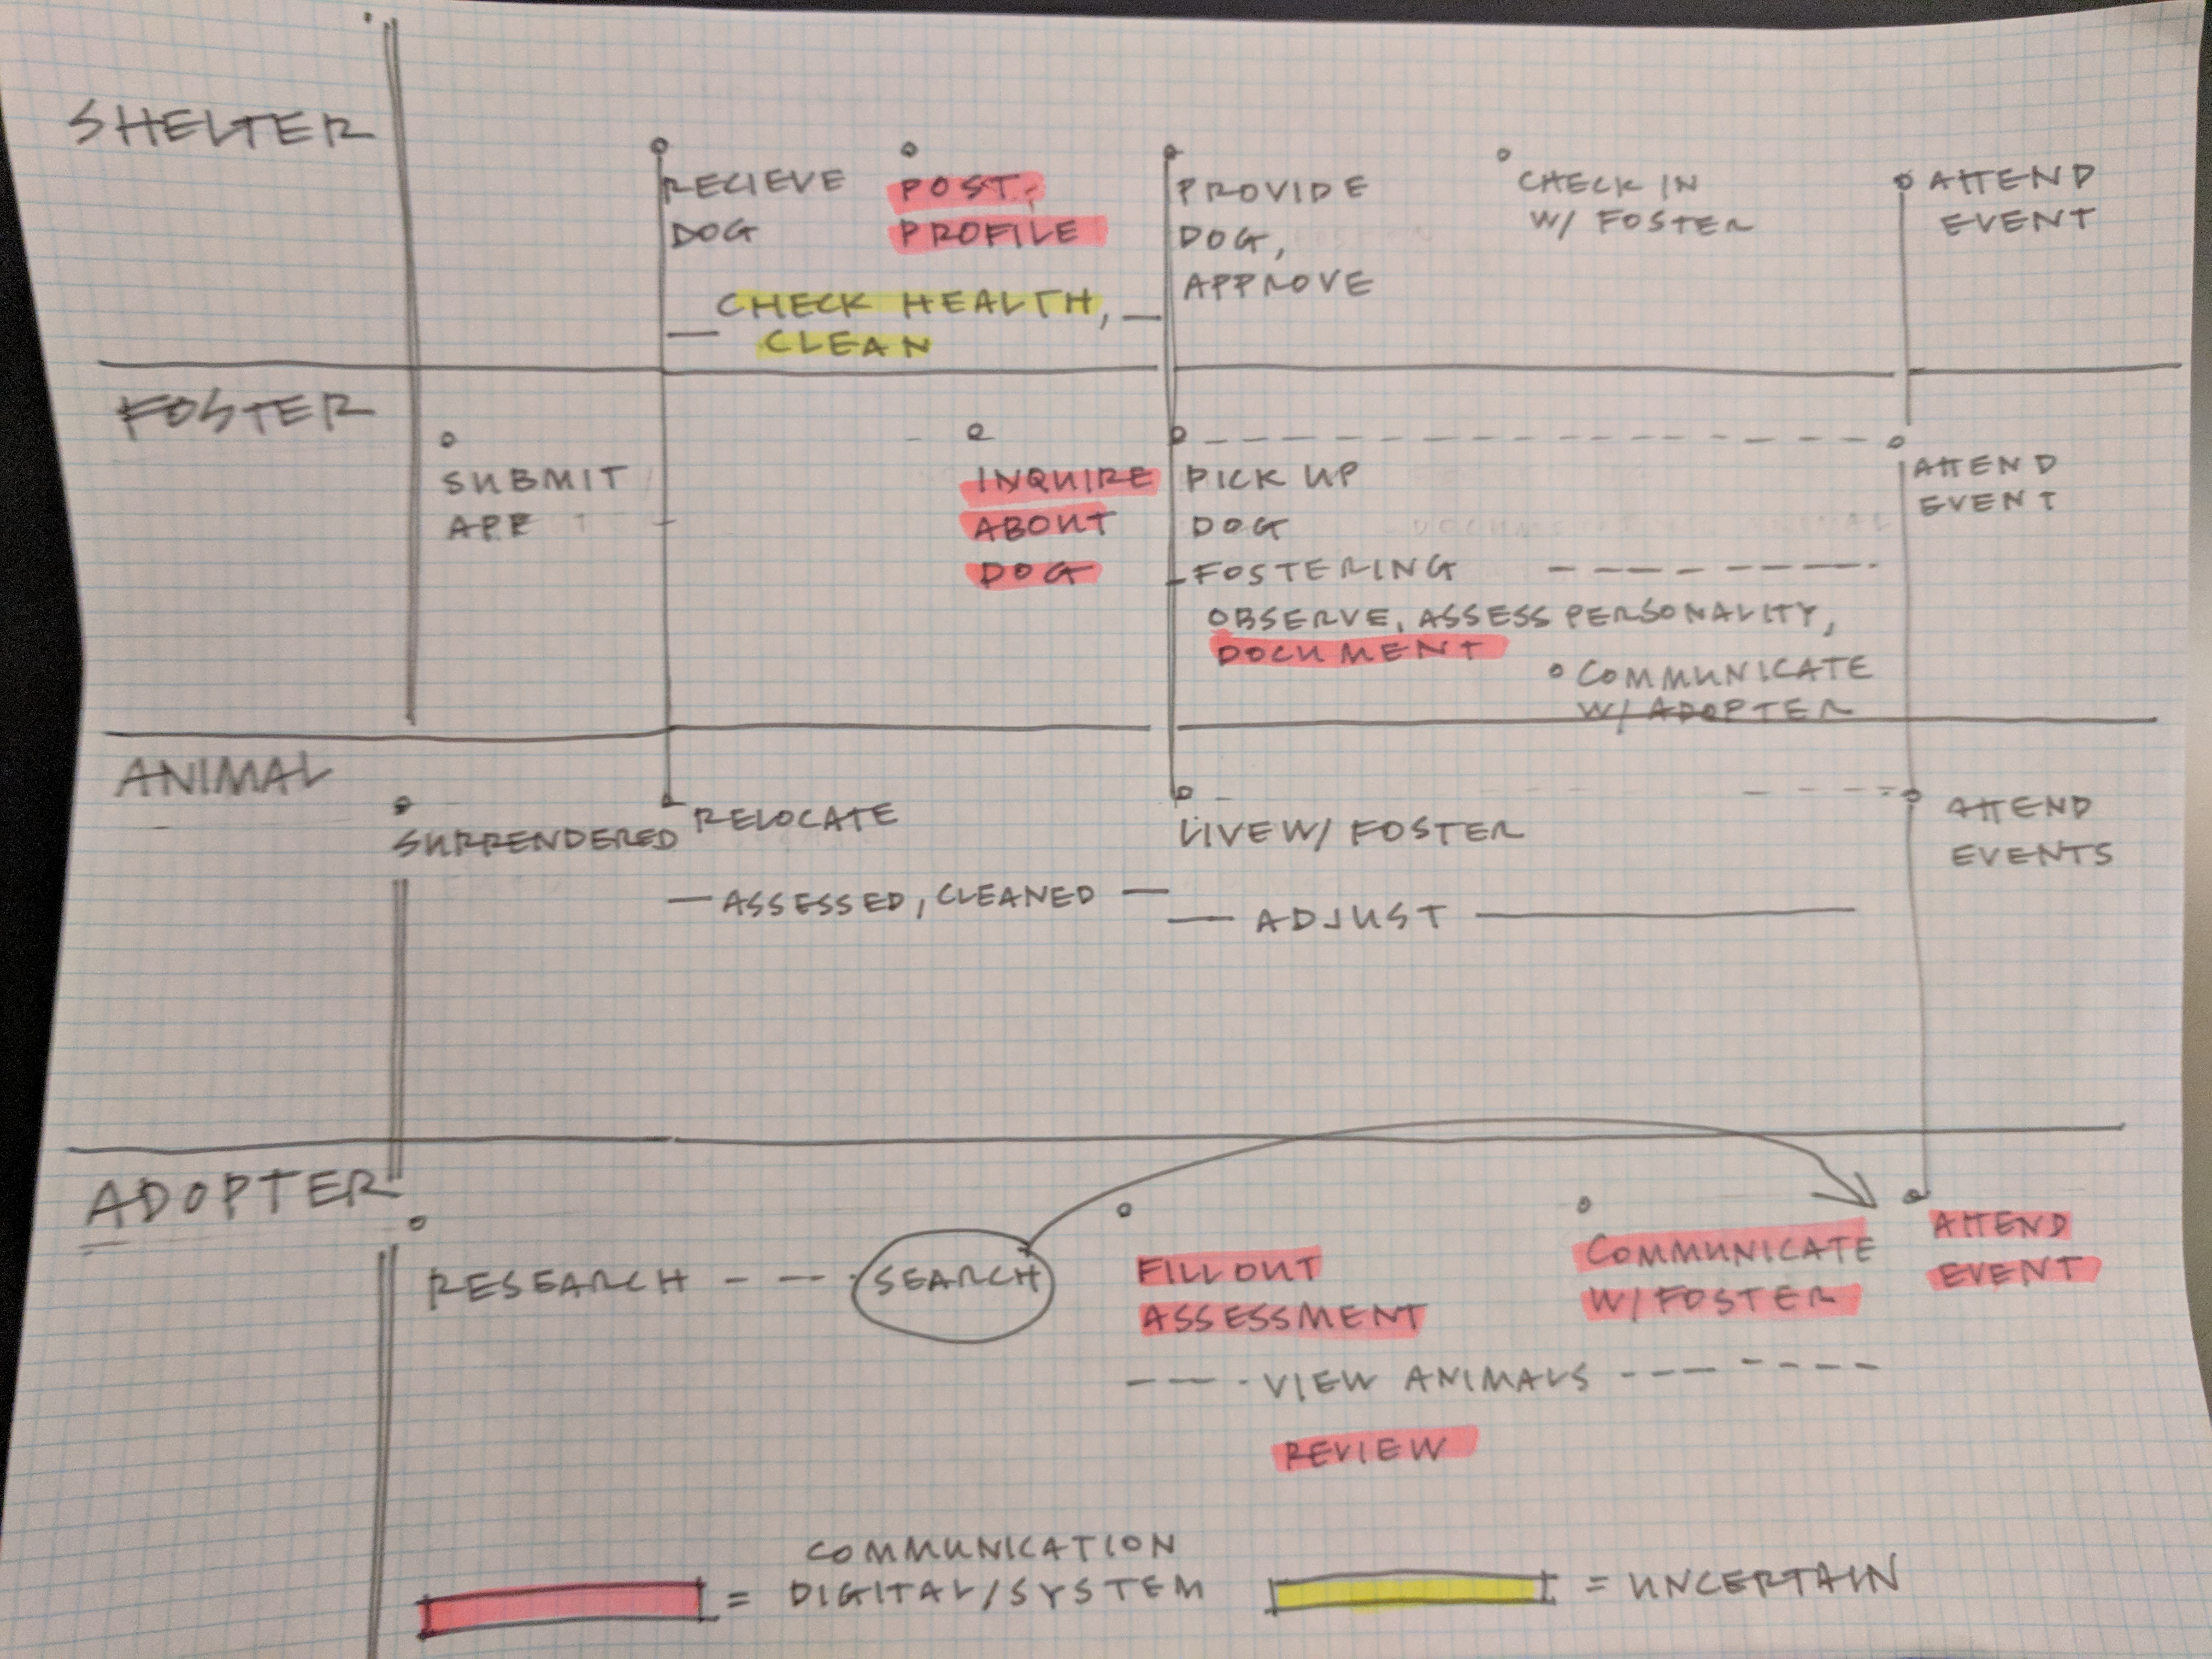 SHELTER
RECIEVE
DOG
POST,
PROFILE
CHECK HEALTH,
CLEAN
PROVIDE
DOG,
APPROVE
CHECK IN
W/ FOSTER
ATTEND
EVENT
FOSTER
SUBMIT
APP
INQUIRE
ABOUT
DOG
PICK UP
DOG
FOSTERING
OBSERVE, ASSESS PERSONALITY,
DOCUMENT
COMMUNICATE
W/ ADOPTER
ATTEND
EVENT
ANIMAL
SURRENDERED
RELOCATE
ASSESSED, CLEANED
LIVE W/ FOSTER
ADJUST
ATTEND
EVENTS
ADOPTER
RESEARCH
SEARCH
FILL OUT
ASSESSMENT
VIEW ANIMALS
REVIEW
COMMUNICATE
W/ FOSTER
ATTEND
EVENT
= COMMUNICATION
DIGITAL/SYSTEM
= UNCERTAIN